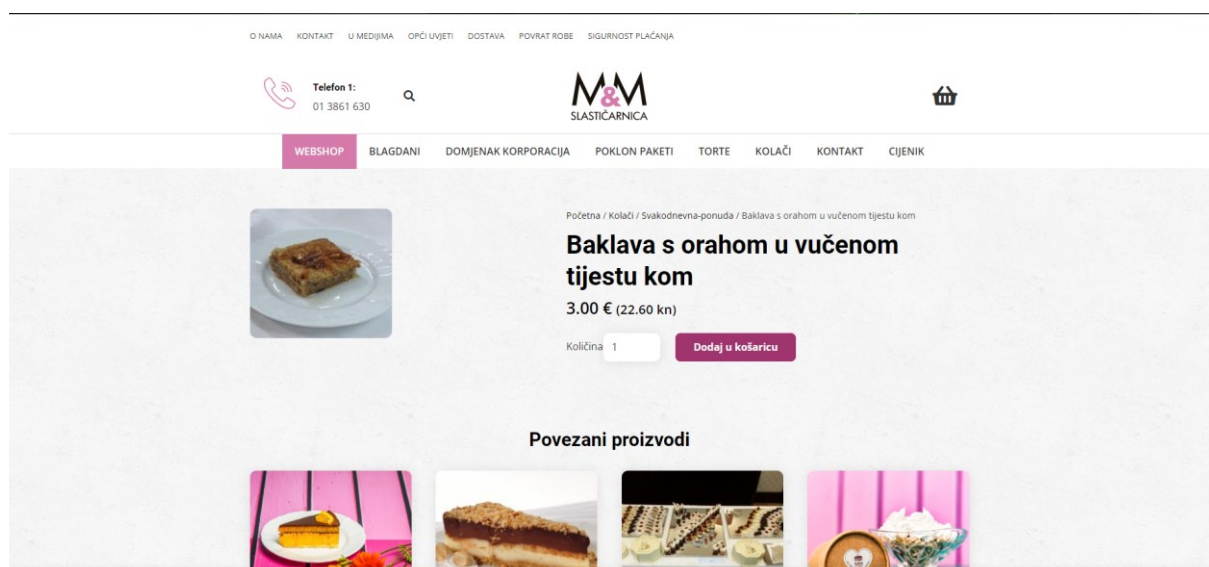 O NAMA KONTAKT U MEDIJIMA OPĆI UVJETI DOSTAVA POVRAT ROBE SIGURNOST PLAĆANJA
Telefon 1:
01 3861 630
M&M
SLASTIČARNICA
WEBSHOP BLAGDANI DOMJENAK KORPORACIJA POKLON PAKETI TORTE KOLAČI KONTAKT CIJENIK
Početna / Kolači / Svakodnevna-ponuda / Baklava s orahom u vučenom tijestu kom
Baklava s orahom u vučenom
tijestu kom
3.00 € (22.60 kn)
Količina 1 Dodaj u košaricu
Povezani proizvodi